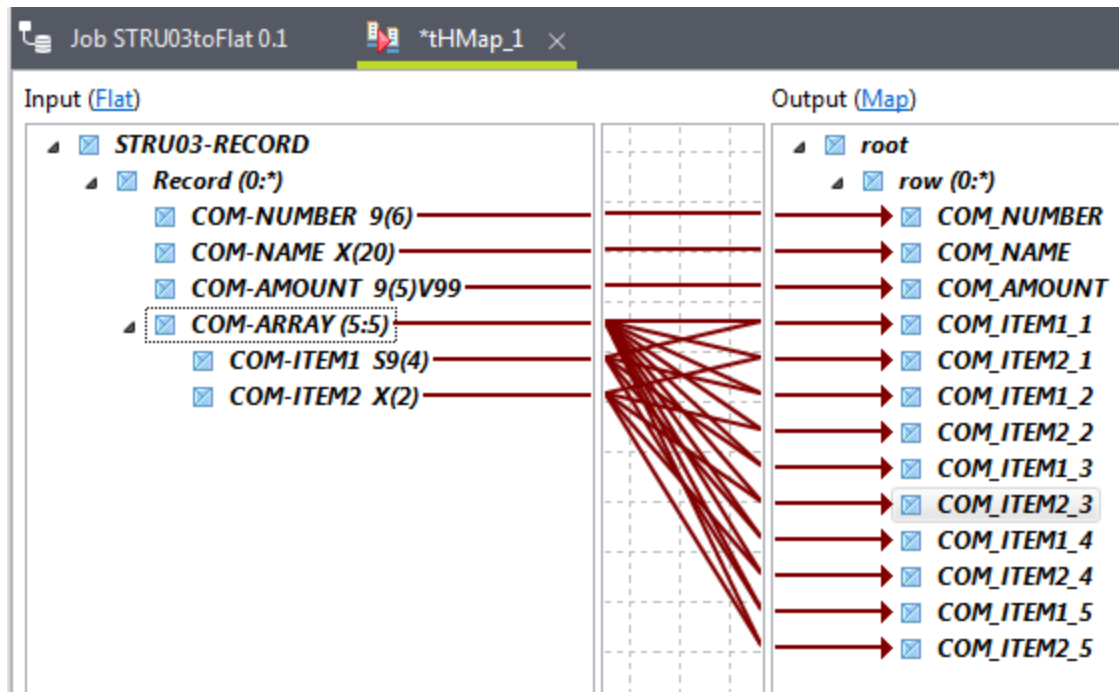 Job STRU03toFlat 0.1
*tHMap_1
Input (Flat)
STRU03-RECORD
Record (0:*)
COM-NUMBER 9(6)
COM-NAME X(20)
COM-AMOUNT 9(5)V99
COM-ARRAY (5:5)
COM-ITEM1 S9(4)
COM-ITEM2 X(2)
Output (Map)
root
row (0:*)
COM_NUMBER
COM_NAME
COM_AMOUNT
COM_ITEM1_1
COM_ITEM2_1
COM_ITEM1_2
COM_ITEM2_2
COM_ITEM1_3
COM_ITEM2_3
COM_ITEM1_4
COM_ITEM2_4
COM_ITEM1_5
COM_ITEM2_5